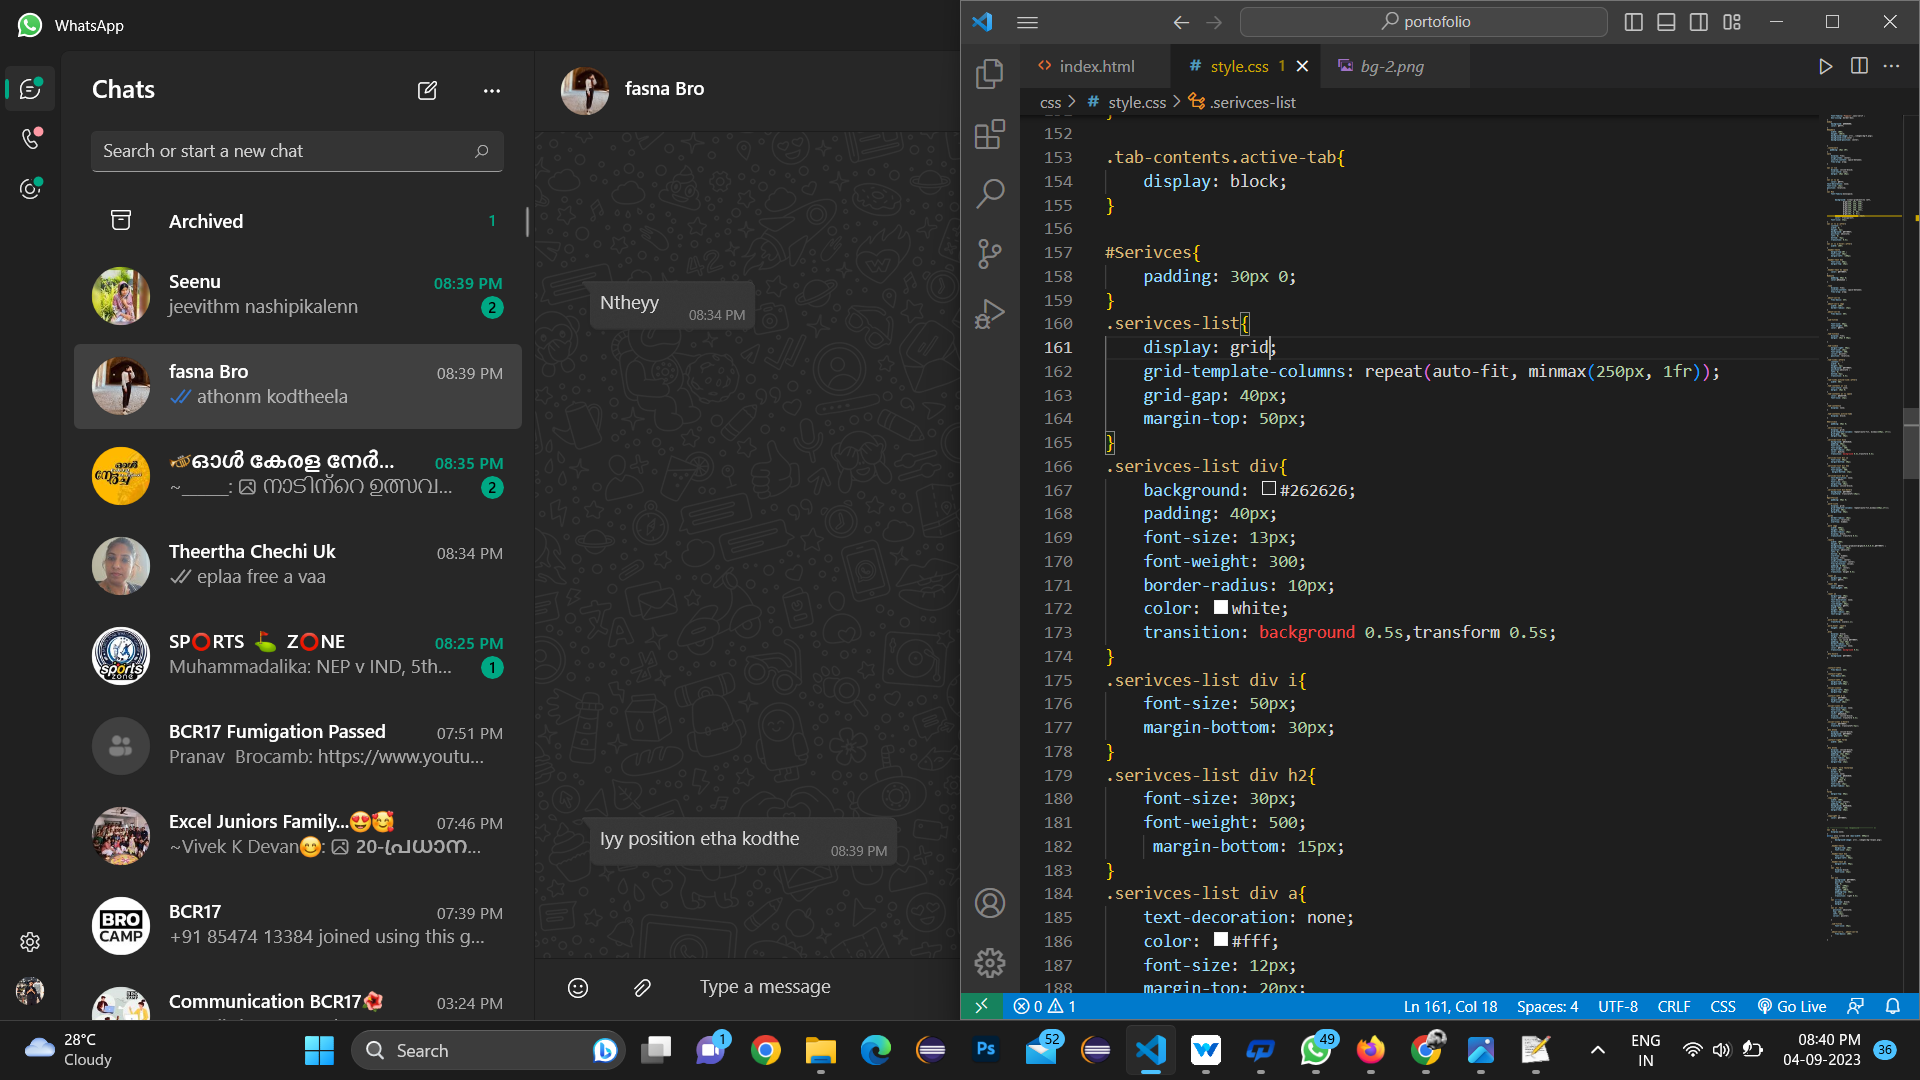 WhatsApp
Chats
Search or start a new chat
Archived
1
Seenu
08:39 PM
jeevithm nashipikalenn
2
fasna Bro
08:39 PM
athonm kodtheela
ഓൾ കേരള നേർ...
08:35 PM
~_____: നാടിന്റെ ഉത്സവ...
2
Theertha Chechi Uk
08:34 PM
eplaa free a vaa
SP⭕RTS ⛳ Z⭕NE
08:25 PM
Muhammadalika: NEP v IND, 5th...
1
BCR17 Fumigation Passed
07:51 PM
Pranav Brocamb: https://www.youtu...
Excel Juniors Family...😍🥰
07:46 PM
~Vivek K Devan😊: 20-പ്രധാന...
BRO
CAMP
BCR17
07:39 PM
+91 85474 13384 joined using this g...
Communication BCR17🌺
03:24 PM
fasna Bro
Ntheyy
08:34 PM
Iyy position etha kodthe
08:39 PM
Type a message
portofolio
index.html
# style.css 1
bg-2.png
css > # style.css > .serivces-list
152
153 .tab-contents.active-tab{
154 display: block;
155 }
156
157 #Serivces{
158 padding: 30px 0;
159 }
160 .serivces-list{
161 display: grid;
162 grid-template-columns: repeat(auto-fit, minmax(250px, 1fr));
163 grid-gap: 40px;
164 margin-top: 50px;
165 }
166 .serivces-list div{
167 background: #262626;
168 padding: 40px;
169 font-size: 13px;
170 font-weight: 300;
171 border-radius: 10px;
172 color: white;
173 transition: background 0.5s,transform 0.5s;
174 }
175 .serivces-list div i{
176 font-size: 50px;
177 margin-bottom: 30px;
178 }
179 .serivces-list div h2{
180 font-size: 30px;
181 font-weight: 500;
182 margin-bottom: 15px;
183 }
184 .serivces-list div a{
185 text-decoration: none;
186 color: #fff;
187 font-size: 12px;
188 margin-top: 20px;
0 1
Ln 161, Col 18
Spaces: 4
UTF-8
CRLF
CSS
Go Live
28°C
Cloudy
Search
1
Ps
52
49
ENG
IN
08:40 PM
04-09-2023
36